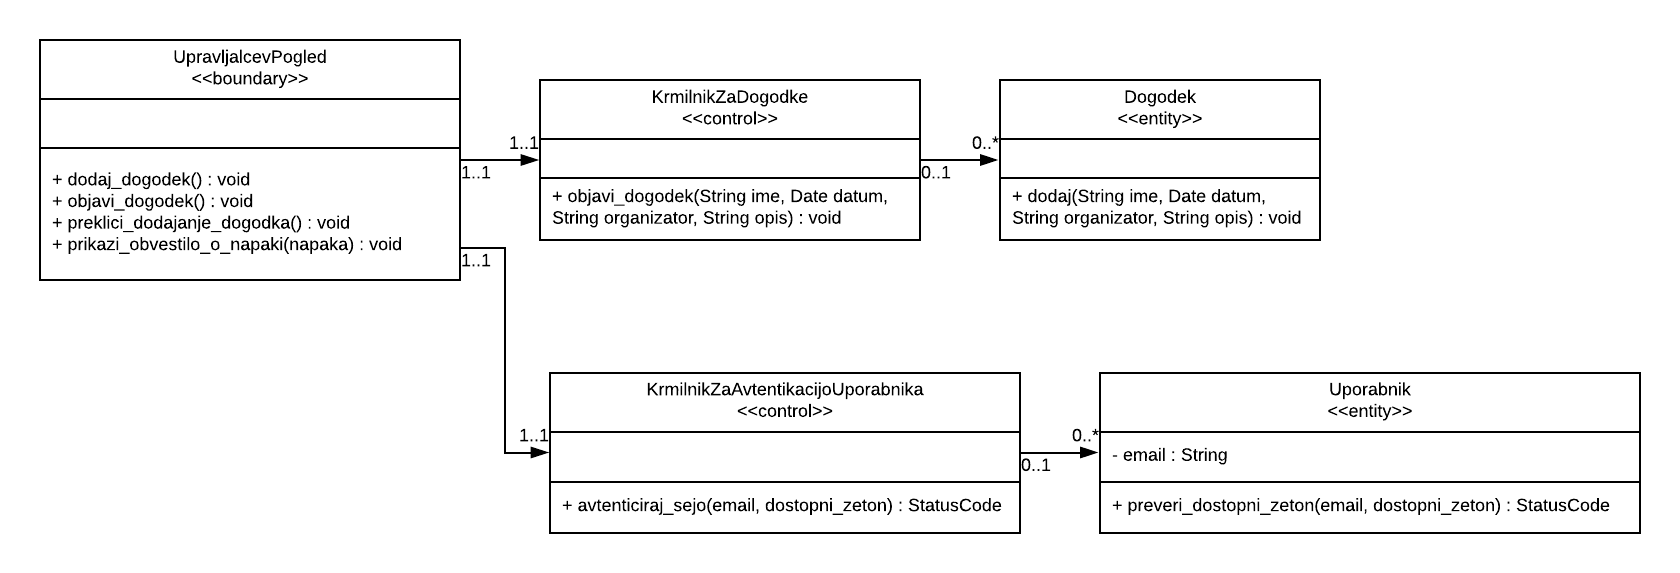 UpravljalcevPogled
<<boundary>>
+ dodaj_dogodek() : void
+ objavi_dogodek() : void
+ preklici_dodajanje_dogodka() : void
+ prikazi_obvestilo_o_napaki(napaka) : void
1..1
1..1
1..1
KrmilnikZaDogodke
<<control>>
+ objavi_dogodek(String ime, Date datum,
String organizator, String opis) : void
0..*
0..1
Dogodek
<<entity>>
+ dodaj(String ime, Date datum,
String organizator, String opis) : void
1..1
KrmilnikZaAvtentikacijoUporabnika
<<control>>
+ avtenticiraj_sejo(email, dostopni_zeton) : StatusCode
0..*
0..1
Uporabnik
<<entity>>
- email : String
+ preveri_dostopni_zeton(email, dostopni_zeton) : StatusCode